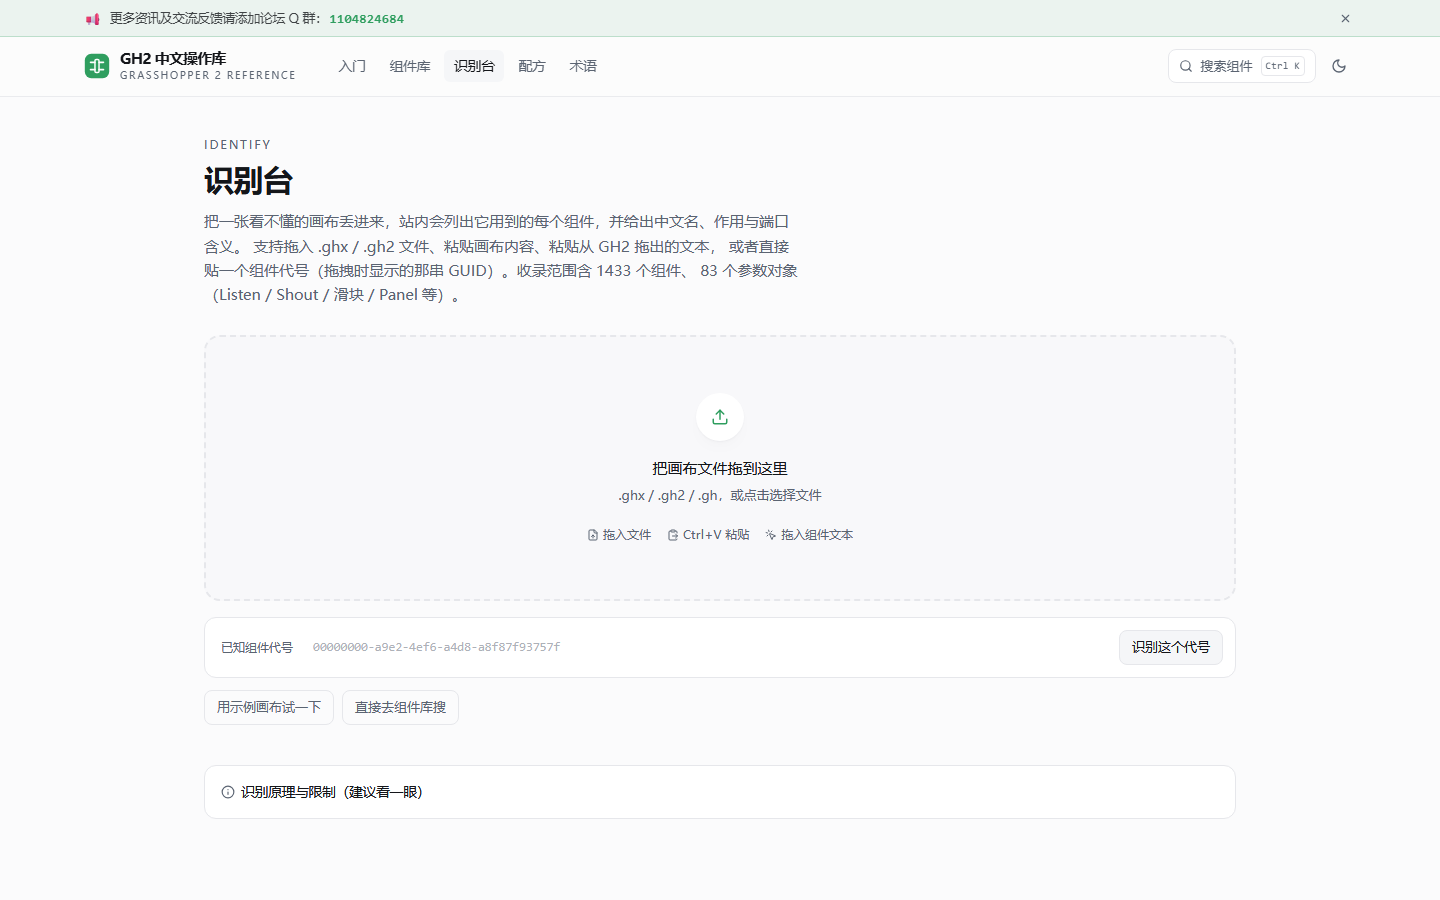 更多资讯及交流反馈请添加论坛 Q 群：1104824684
GH2 中文操作库
GRASSHOPPER 2 REFERENCE
入门
组件库
识别台
配方
术语
搜索组件
Ctrl K
IDENTIFY
识别台
把一张看不懂的画布丢进来，站内会列出它用到的每个组件，并给出中文名、作用与端口
含义。 支持拖入 .ghx / .gh2 文件、粘贴画布内容、粘贴从 GH2 拖出的文本， 或者直接
贴一个组件代号（拖拽时显示的那串 GUID）。收录范围含 1433 个组件、 83 个参数对象
（Listen / Shout / 滑块 / Panel 等）。
把画布文件拖到这里
.ghx / .gh2 / .gh，或点击选择文件
拖入文件
Ctrl+V 粘贴
拖入组件文本
已知组件代号
00000000-a9e2-4ef6-a4d8-a8f87f93757f
识别这个代号
用示例画布试一下
直接去组件库搜
识别原理与限制（建议看一眼）